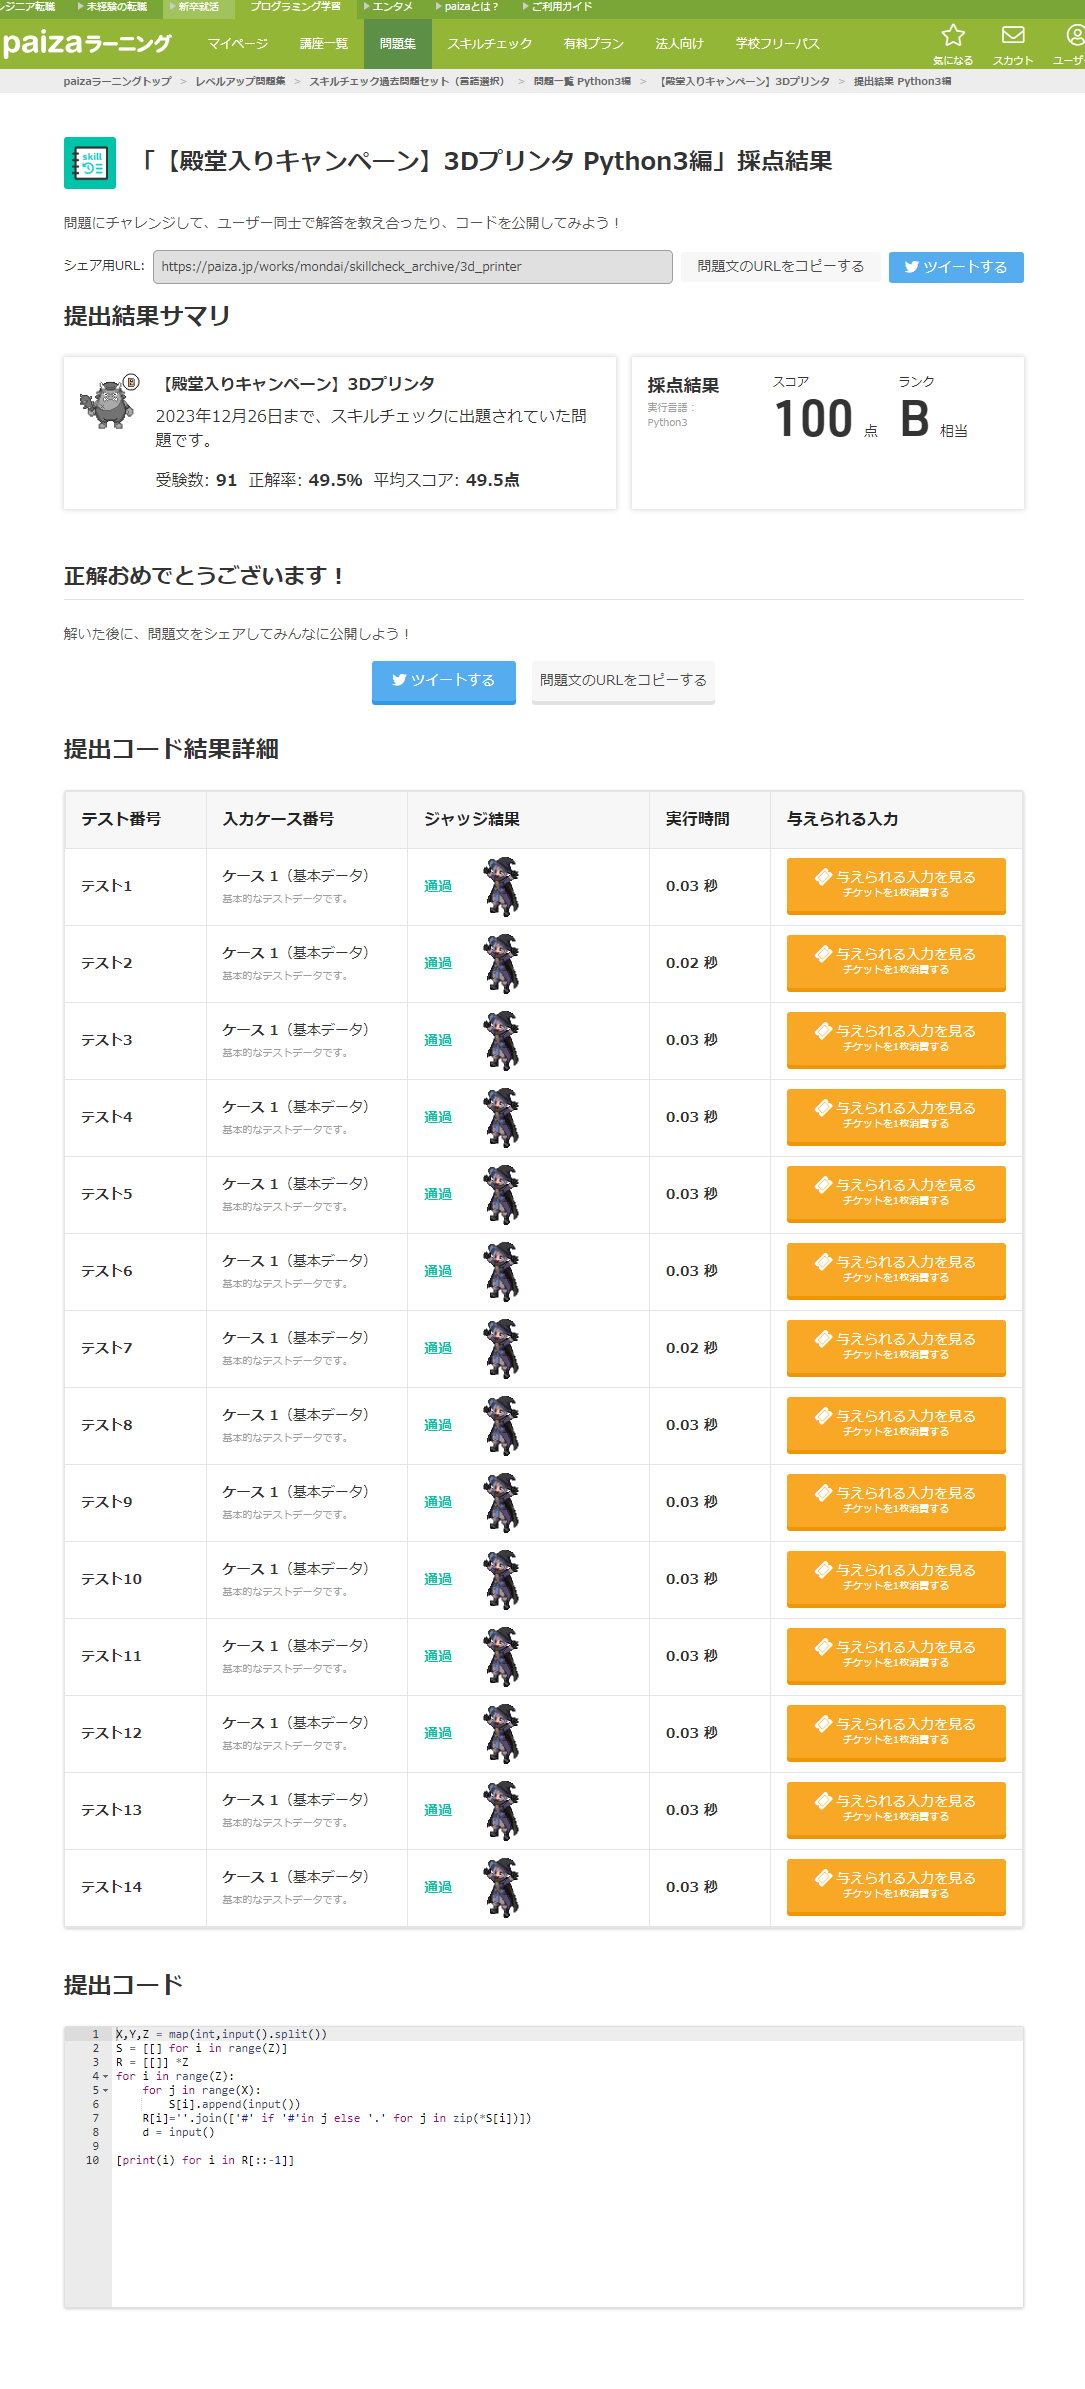 ンジニア転職 未経験の転職 新卒就活 プログラミング学習 エンタメ paizaとは？ ご利用ガイド
paizaラーニング マイページ 講座一覧 問題集 スキルチェック 有料プラン 法人向け 学校フリーパス 気になる スカウト ユーザ
paizaラーニングトップ > レベルアップ問題集 > スキルチェック過去問題セット（言語選択） > 問題一覧 Python3編 > 【殿堂入りキャンペーン】3Dプリンタ > 提出結果 Python3編
skill
「【殿堂入りキャンペーン】3Dプリンタ Python3編」採点結果
問題にチャレンジして、ユーザー同士で解答を教え合ったり、コードを公開してみよう！
シェア用URL: https://paiza.jp/works/mondai/skillcheck_archive/3d_printer 問題文のURLをコピーする ツイートする
提出結果サマリ
B
【殿堂入りキャンペーン】3Dプリンタ
2023年12月26日まで、スキルチェックに出題されていた問
題です。
受験数: 91 正解率: 49.5% 平均スコア: 49.5点
採点結果
実行言語：
Python3
スコア
100 点
ランク
B 相当
正解おめでとうございます！
解いた後に、問題文をシェアしてみんなに公開しよう！
ツイートする 問題文のURLをコピーする
提出コード結果詳細
テスト番号 入力ケース番号 ジャッジ結果 実行時間 与えられる入力
テスト1 ケース 1（基本データ） 通過 0.03 秒 与えられる入力を見る
基本的なテストデータです。 チケットを1枚消費する
テスト2 ケース 1（基本データ） 通過 0.02 秒 与えられる入力を見る
基本的なテストデータです。 チケットを1枚消費する
テスト3 ケース 1（基本データ） 通過 0.03 秒 与えられる入力を見る
基本的なテストデータです。 チケットを1枚消費する
テスト4 ケース 1（基本データ） 通過 0.03 秒 与えられる入力を見る
基本的なテストデータです。 チケットを1枚消費する
テスト5 ケース 1（基本データ） 通過 0.03 秒 与えられる入力を見る
基本的なテストデータです。 チケットを1枚消費する
テスト6 ケース 1（基本データ） 通過 0.03 秒 与えられる入力を見る
基本的なテストデータです。 チケットを1枚消費する
テスト7 ケース 1（基本データ） 通過 0.02 秒 与えられる入力を見る
基本的なテストデータです。 チケットを1枚消費する
テスト8 ケース 1（基本データ） 通過 0.03 秒 与えられる入力を見る
基本的なテストデータです。 チケットを1枚消費する
テスト9 ケース 1（基本データ） 通過 0.03 秒 与えられる入力を見る
基本的なテストデータです。 チケットを1枚消費する
テスト10 ケース 1（基本データ） 通過 0.03 秒 与えられる入力を見る
基本的なテストデータです。 チケットを1枚消費する
テスト11 ケース 1（基本データ） 通過 0.03 秒 与えられる入力を見る
基本的なテストデータです。 チケットを1枚消費する
テスト12 ケース 1（基本データ） 通過 0.03 秒 与えられる入力を見る
基本的なテストデータです。 チケットを1枚消費する
テスト13 ケース 1（基本データ） 通過 0.03 秒 与えられる入力を見る
基本的なテストデータです。 チケットを1枚消費する
テスト14 ケース 1（基本データ） 通過 0.03 秒 与えられる入力を見る
基本的なテストデータです。 チケットを1枚消費する
提出コード
1 X,Y,Z = map(int,input().split())
2 S = [[] for i in range(Z)]
3 R = [[]] *Z
4 for i in range(Z):
5     for j in range(X):
6         S[i].append(input())
7     R[i]=''.join(['#' if '#'in j else '.' for j in zip(*S[i])])
8     d = input()
9
10 [print(i) for i in R[::-1]]